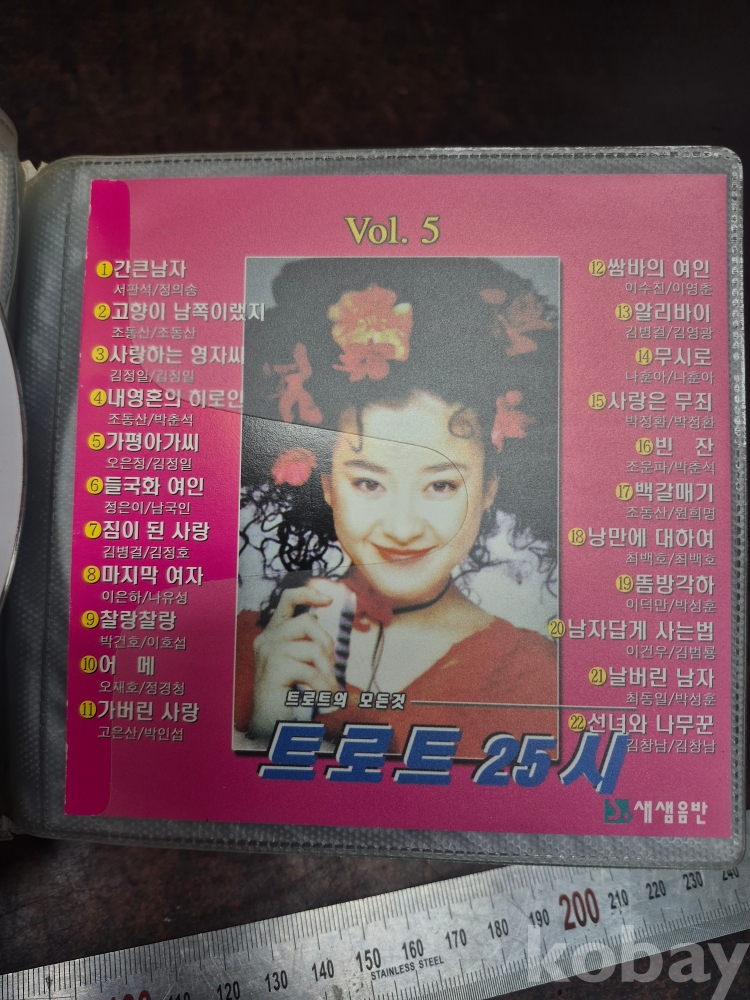 Vol. 5
①간큰남자
서판석/정의송
②고향이 남쪽이랬지
조동산/조동산
③사랑하는 영자씨
김정일/김정일
④내영혼의 히로인
조동산/박춘석
⑤가평아가씨
오은정/김정일
⑥들국화 여인
정은이/남국인
⑦짐이 된 사랑
김병걸/김정호
⑧마지막 여자
이은하/나유성
⑨찰랑찰랑
박건호/이호섭
⑩어 메
오재호/정경청
⑪가버린 사랑
고은산/박인섭
⑫쌈바의 여인
이수진/이영춘
⑬알리바이
김병걸/김영광
⑭무시로
나훈아/나훈아
⑮사랑은 무죄
박정환/박정환
⑯빈 잔
조운파/박춘석
⑰백갈매기
조동산/원희명
⑱낭만에 대하여
최백호/최백호
⑲똠방각하
이덕만/박성훈
⑳남자답게 사는법
이건우/김범룡
㉑날버린 남자
최동일/박성훈
㉒선녀와 나무꾼
김창남/김창남
트로트의 모든것
트로트 25시
새샘음반
110 120 130 140 150 160 170 180 190 200 210 220 230 240
STAINLESS STEEL
kobay